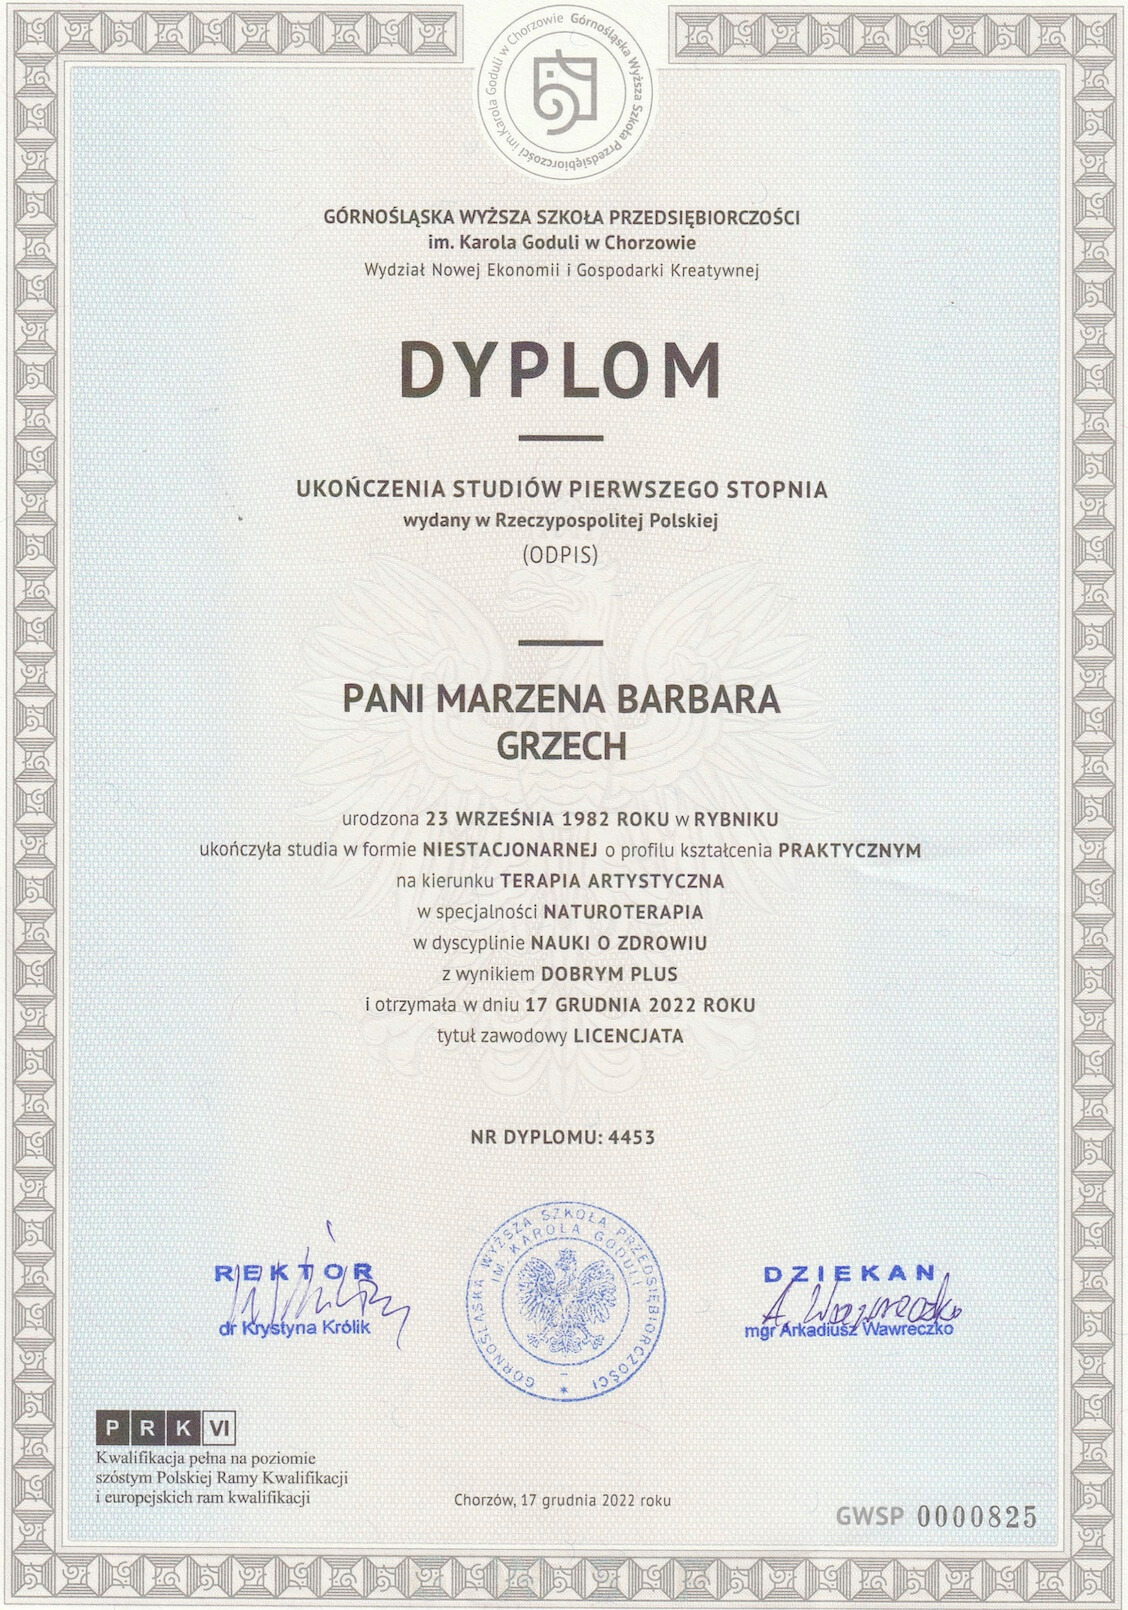 Górnośląska Wyższa Szkoła Przedsiębiorczości im. Karola Goduli w Chorzowie
GÓRNOŚLĄSKA WYŻSZA SZKOŁA PRZEDSIĘBIORCZOŚCI
im. Karola Goduli w Chorzowie
Wydział Nowej Ekonomii i Gospodarki Kreatywnej
DYPLOM
UKOŃCZENIA STUDIÓW PIERWSZEGO STOPNIA
wydany w Rzeczypospolitej Polskiej
(ODPIS)
PANI MARZENA BARBARA
GRZECH
urodzona 23 WRZEŚNIA 1982 ROKU w RYBNIKU
ukończyła studia w formie NIESTACJONARNEJ o profilu kształcenia PRAKTYCZNYM
na kierunku TERAPIA ARTYSTYCZNA
w specjalności NATUROTERAPIA
w dyscyplinie NAUKI O ZDROWIU
z wynikiem DOBRYM PLUS
i otrzymała w dniu 17 GRUDNIA 2022 ROKU
tytuł zawodowy LICENCJATA
NR DYPLOMU: 4453
REKTOR
dr Krystyna Królik
GÓRNOŚLĄSKA WYŻSZA SZKOŁA PRZEDSIĘBIORCZOŚCI
IM. KAROLA GODULI
DZIEKAN
A. Wawreczko
mgr Arkadiusz Wawreczko
PRK VI
Kwalifikacja pełna na poziomie
szóstym Polskiej Ramy Kwalifikacji
i europejskich ram kwalifikacji
Chorzów, 17 grudnia 2022 roku
GWSP 0000825